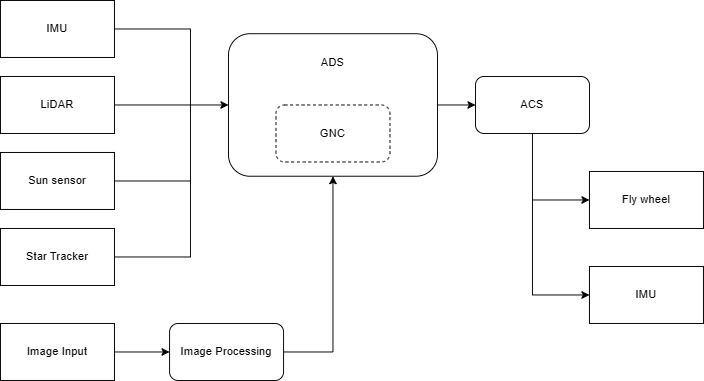 IMU
LiDAR
Sun sensor
Star Tracker
Image Input
Image Processing
ADS
GNC
ACS
Fly wheel
IMU